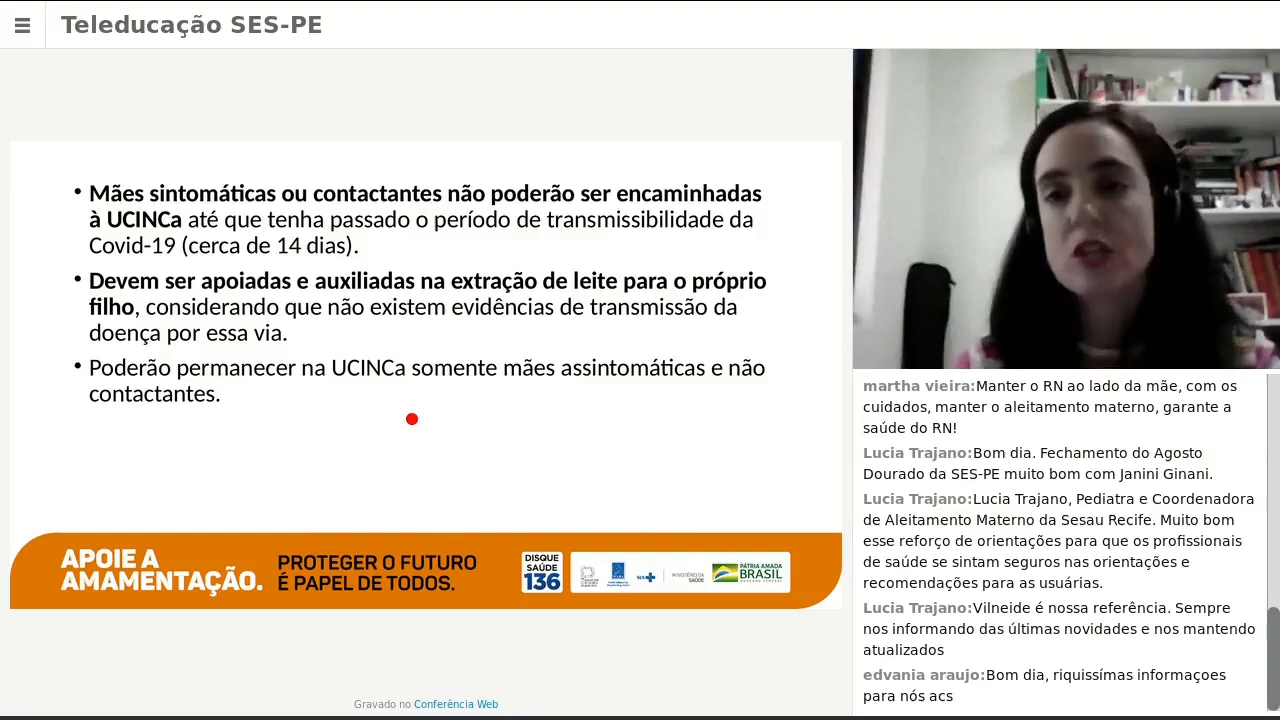 Teleducação SES-PE
• Mães sintomáticas ou contactantes não poderão ser encaminhadas
à UCINCa até que tenha passado o período de transmissibilidade da
Covid-19 (cerca de 14 dias).
• Devem ser apoiadas e auxiliadas na extração de leite para o próprio
filho, considerando que não existem evidências de transmissão da
doença por essa via.
• Poderão permanecer na UCINCa somente mães assintomáticas e não
contactantes.
APOIE A
AMAMENTAÇÃO.
PROTEGER O FUTURO
É PAPEL DE TODOS.
DISQUE
SAÚDE
136
SUS
MINISTÉRIO DA
SAÚDE
PÁTRIA AMADA
BRASIL
Gravado no Conferência Web
martha vieira:Manter o RN ao lado da mãe, com os
cuidados, manter o aleitamento materno, garante a
saúde do RN!
Lucia Trajano:Bom dia. Fechamento do Agosto
Dourado da SES-PE muito bom com Janini Ginani.
Lucia Trajano:Lucia Trajano, Pediatra e Coordenadora
de Aleitamento Materno da Sesau Recife. Muito bom
esse reforço de orientações para que os profissionais
de saúde se sintam seguros nas orientações e
recomendações para as usuárias.
Lucia Trajano:Vilneide é nossa referência. Sempre
nos informando das últimas novidades e nos mantendo
atualizados
edvania araujo:Bom dia, riquissímas informaçoes
para nós acs